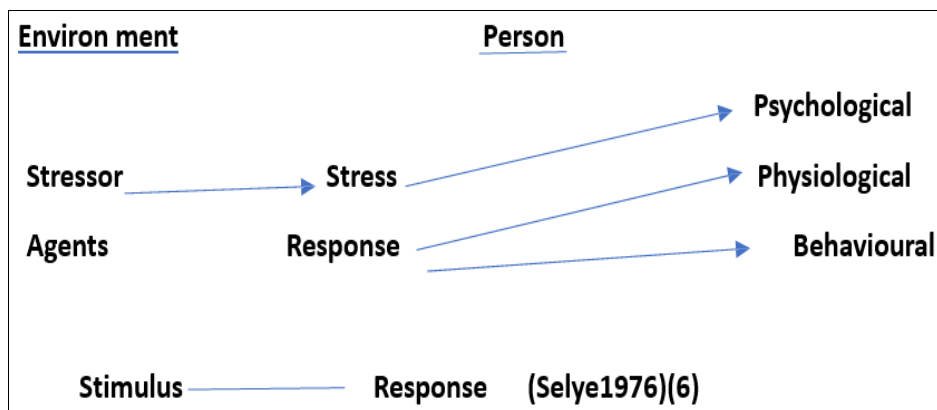 Environ ment Person
Psychological
Stressor Stress Physiological
Agents Response Behavioural
Stimulus Response (Selye1976)(6)